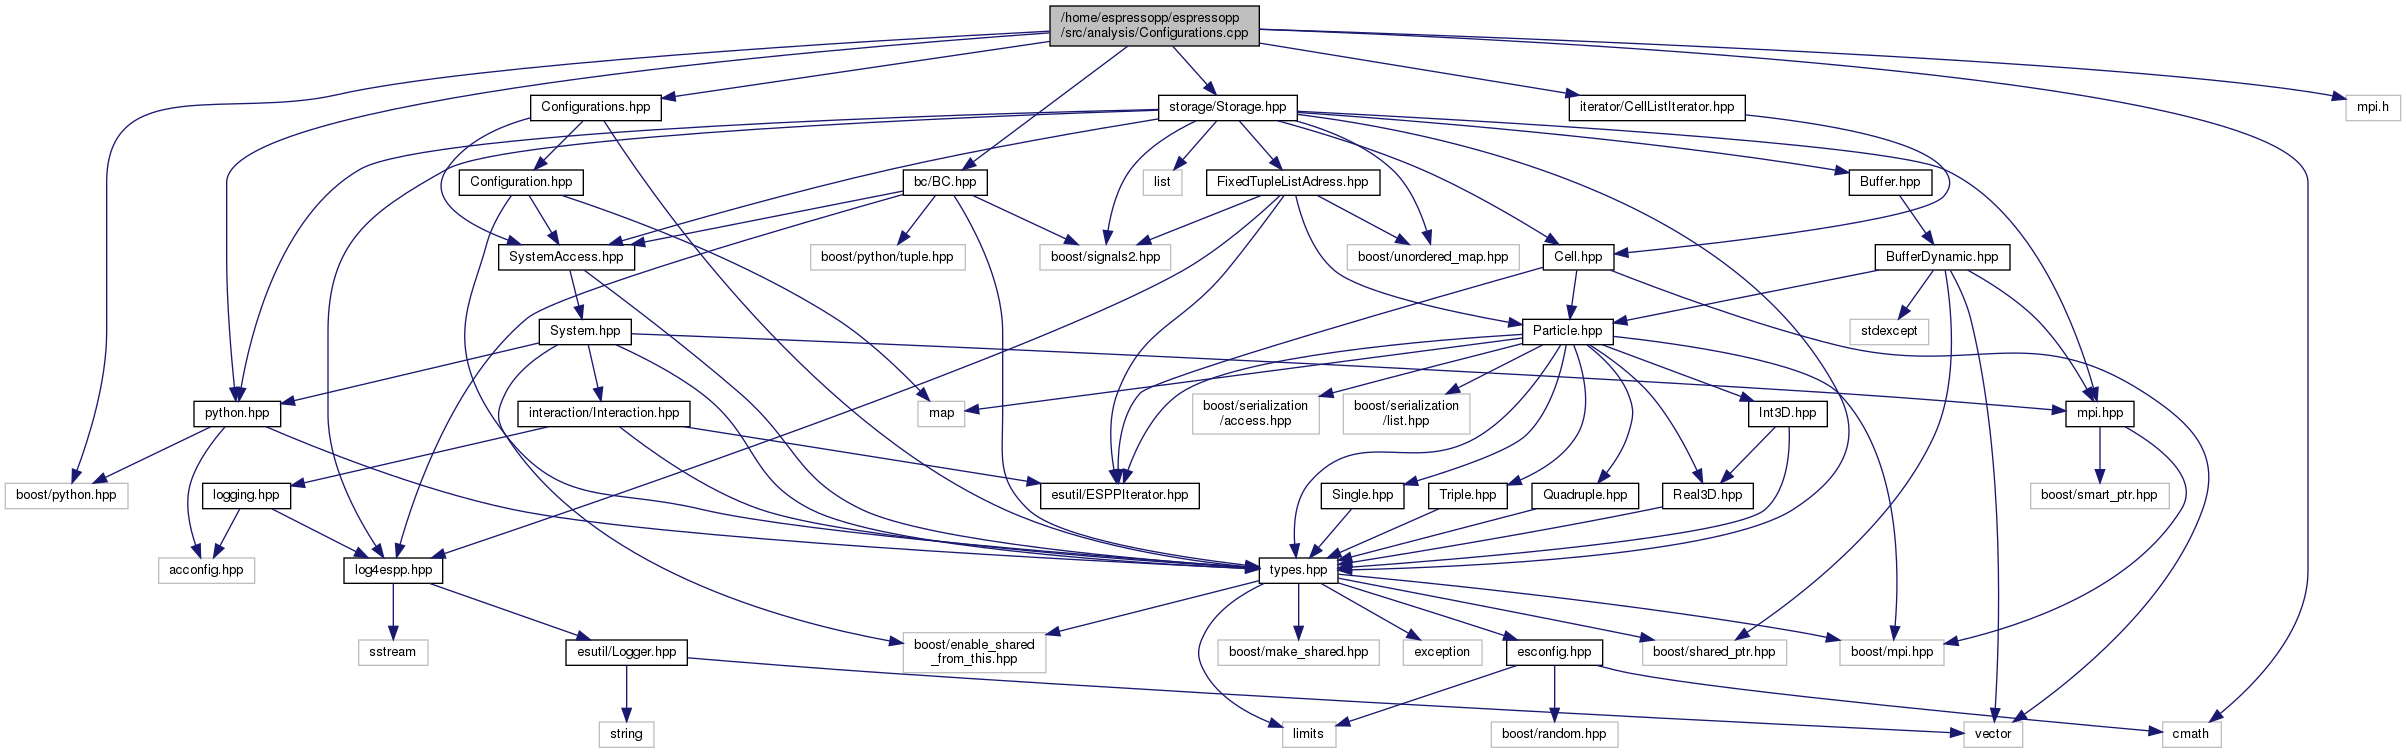 /home/espressopp/espressopp
/src/analysis/Configurations.cpp
Configurations.hpp
storage/Storage.hpp
iterator/CellListIterator.hpp
mpi.h
Configuration.hpp
bc/BC.hpp
list
FixedTupleListAdress.hpp
Buffer.hpp
SystemAccess.hpp
boost/python/tuple.hpp
boost/signals2.hpp
boost/unordered_map.hpp
Cell.hpp
BufferDynamic.hpp
System.hpp
Particle.hpp
stdexcept
python.hpp
interaction/Interaction.hpp
map
boost/serialization
/access.hpp
boost/serialization
/list.hpp
Int3D.hpp
mpi.hpp
boost/python.hpp
logging.hpp
esutil/ESPPIterator.hpp
Single.hpp
Triple.hpp
Quadruple.hpp
Real3D.hpp
boost/smart_ptr.hpp
acconfig.hpp
log4espp.hpp
types.hpp
sstream
esutil/Logger.hpp
boost/enable_shared
_from_this.hpp
boost/make_shared.hpp
exception
esconfig.hpp
boost/shared_ptr.hpp
boost/mpi.hpp
string
limits
boost/random.hpp
vector
cmath